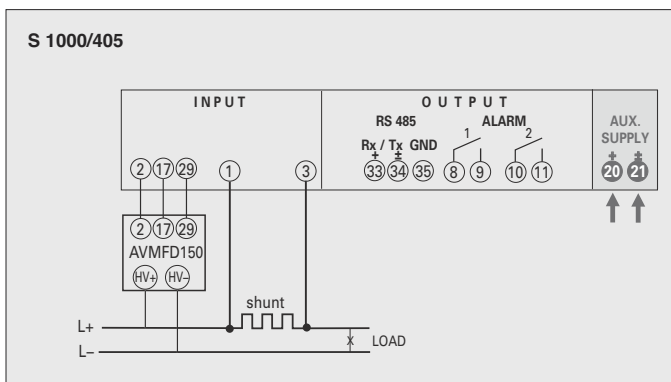 S 1000/405
INPUT
OUTPUT
RS 485 ALARM
AUX.
SUPPLY
1 2
Rx / Tx GND
+ ± + ±
2 17 29 1 3 33 34 35 8 9 10 11 20 21
2 17 29
AVMFD150
HV+ HV–
shunt
L+
X LOAD
L–